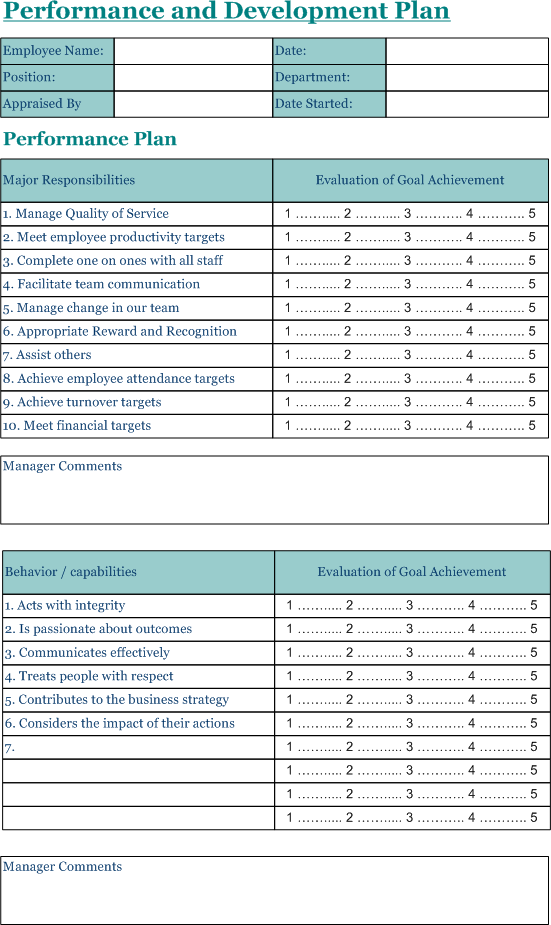 Performance and Development Plan
Employee Name: Date:
Position: Department:
Appraised By Date Started:
Performance Plan
Major Responsibilities Evaluation of Goal Achievement
1. Manage Quality of Service 1 ……….. 2 ……….. 3 ……….. 4 ……….. 5
2. Meet employee productivity targets 1 ……….. 2 ……….. 3 ……….. 4 ……….. 5
3. Complete one on ones with all staff 1 ……….. 2 ……….. 3 ……….. 4 ……….. 5
4. Facilitate team communication 1 ……….. 2 ……….. 3 ……….. 4 ……….. 5
5. Manage change in our team 1 ……….. 2 ……….. 3 ……….. 4 ……….. 5
6. Appropriate Reward and Recognition 1 ……….. 2 ……….. 3 ……….. 4 ……….. 5
7. Assist others 1 ……….. 2 ……….. 3 ……….. 4 ……….. 5
8. Achieve employee attendance targets 1 ……….. 2 ……….. 3 ……….. 4 ……….. 5
9. Achieve turnover targets 1 ……….. 2 ……….. 3 ……….. 4 ……….. 5
10. Meet financial targets 1 ……….. 2 ……….. 3 ……….. 4 ……….. 5
Manager Comments
Behavior / capabilities Evaluation of Goal Achievement
1. Acts with integrity 1 ……….. 2 ……….. 3 ……….. 4 ……….. 5
2. Is passionate about outcomes 1 ……….. 2 ……….. 3 ……….. 4 ……….. 5
3. Communicates effectively 1 ……….. 2 ……….. 3 ……….. 4 ……….. 5
4. Treats people with respect 1 ……….. 2 ……….. 3 ……….. 4 ……….. 5
5. Contributes to the business strategy 1 ……….. 2 ……….. 3 ……….. 4 ……….. 5
6. Considers the impact of their actions 1 ……….. 2 ……….. 3 ……….. 4 ……….. 5
7. 1 ……….. 2 ……….. 3 ……….. 4 ……….. 5
1 ……….. 2 ……….. 3 ……….. 4 ……….. 5
1 ……….. 2 ……….. 3 ……….. 4 ……….. 5
1 ……….. 2 ……….. 3 ……….. 4 ……….. 5
Manager Comments